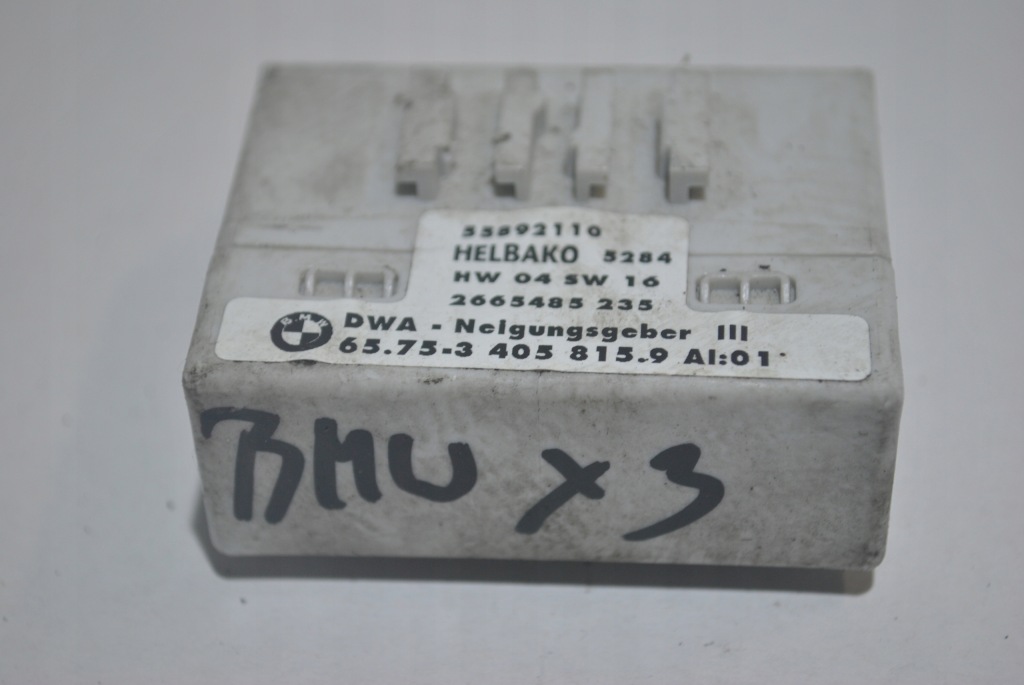 55892110
HELBAKO 5284
HW 04 SW 16
2665485 235
BMW
DWA - Neigungsgeber III
65.75-3 405 815.9 AI:01
BMW X3